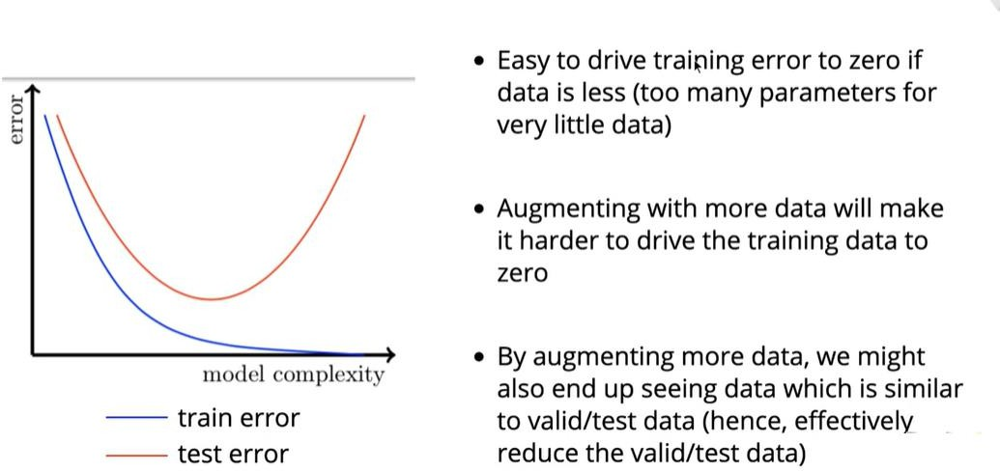 error
model complexity
train error
test error
• Easy to drive training error to zero if
data is less (too many parameters for
very little data)
• Augmenting with more data will make
it harder to drive the training data to
zero
• By augmenting more data, we might
also end up seeing data which is similar
to valid/test data (hence, effectively
reduce the valid/test data)